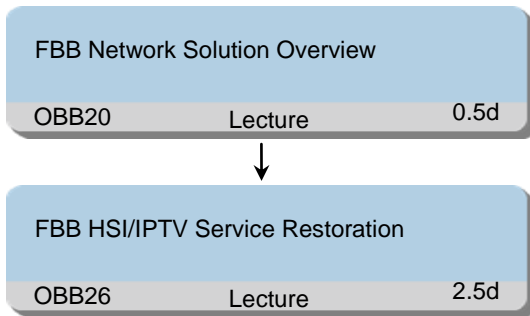 FBB Network Solution Overview
OBB20 Lecture 0.5d
FBB HSI/IPTV Service Restoration
OBB26 Lecture 2.5d